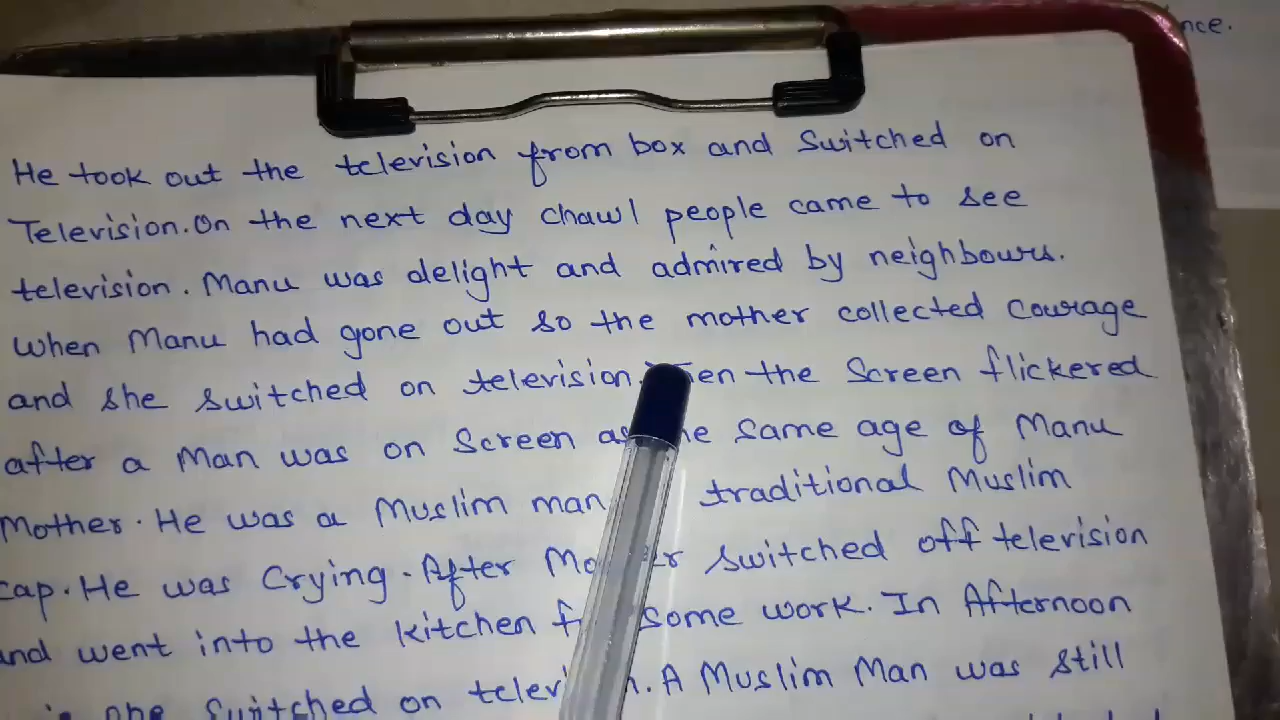 nce.
He took out the television from box and Switched on
Television.On the next day chawl people came to see
television. Manu was delight and admired by neighbours.
When Manu had gone out so the mother collected Courage
and she switched on television. en the Screen flickered
after a Man was on Screen as e same age of Manu
Mother. He was a Muslim man traditional Muslim
cap. He was Crying. After Mo er switched off television
and went into the kitchen f some work. In Afternoon
she Switched on telev n. A Muslim Man was still